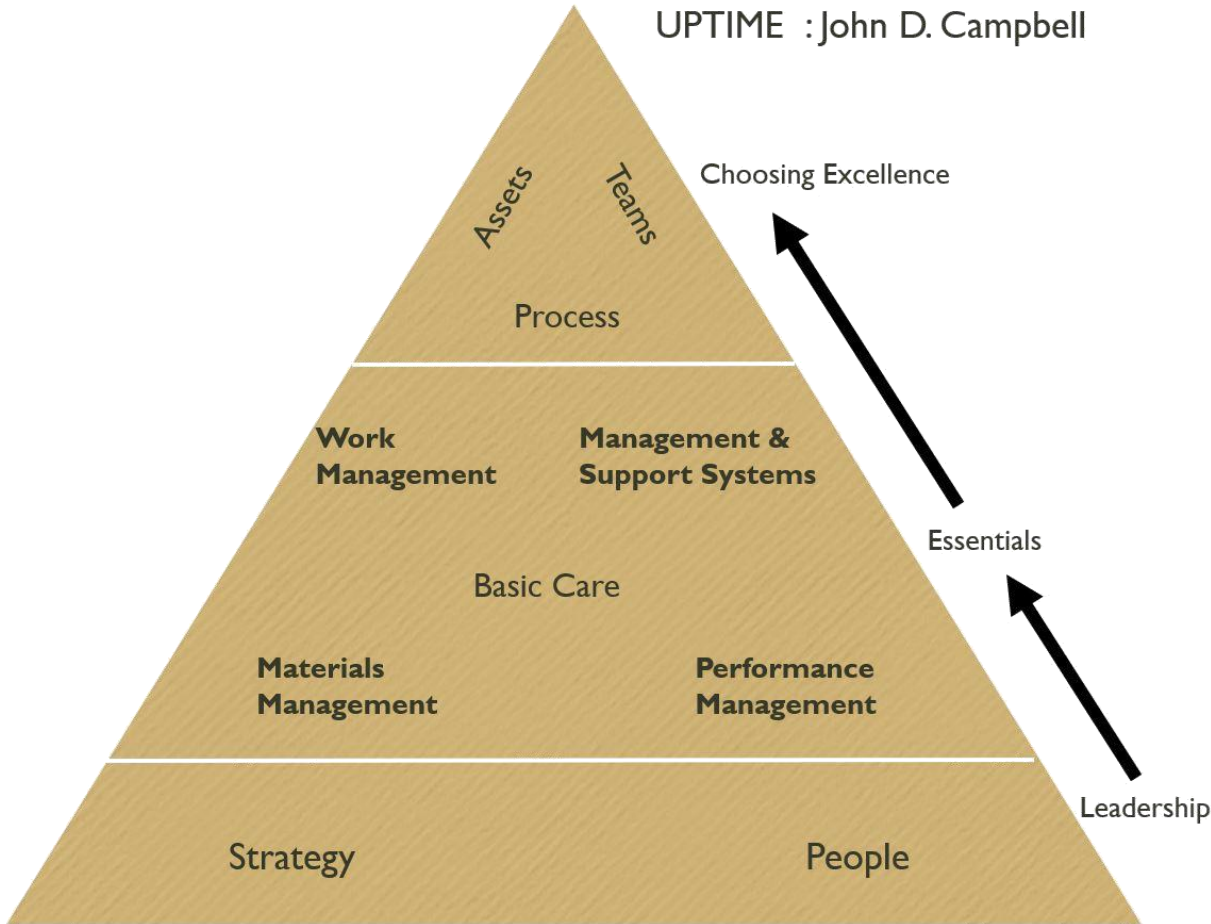 UPTIME : John D. Campbell
Choosing Excellence
Assets
Teams
Process
Work
Management
Management &
Support Systems
Essentials
Basic Care
Materials
Management
Performance
Management
Leadership
Strategy
People